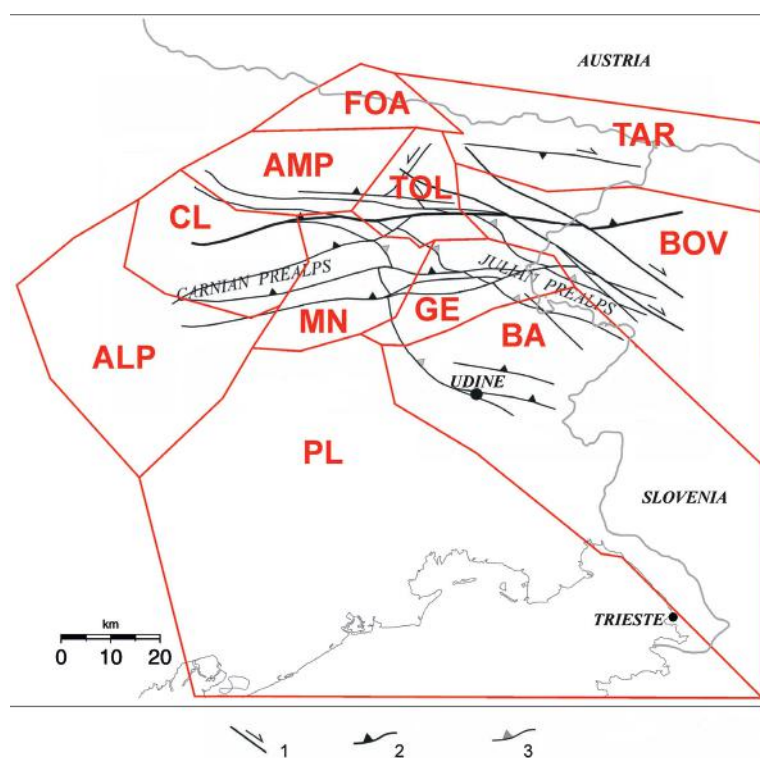 AUSTRIA
FOA
TAR
AMP
TOL
CL
BOV
CARNIAN PREALPS
JULIAN PREALPS
MN
GE
BA
ALP
UDINE
PL
SLOVENIA
TRIESTE
km
0 10 20
1 2 3